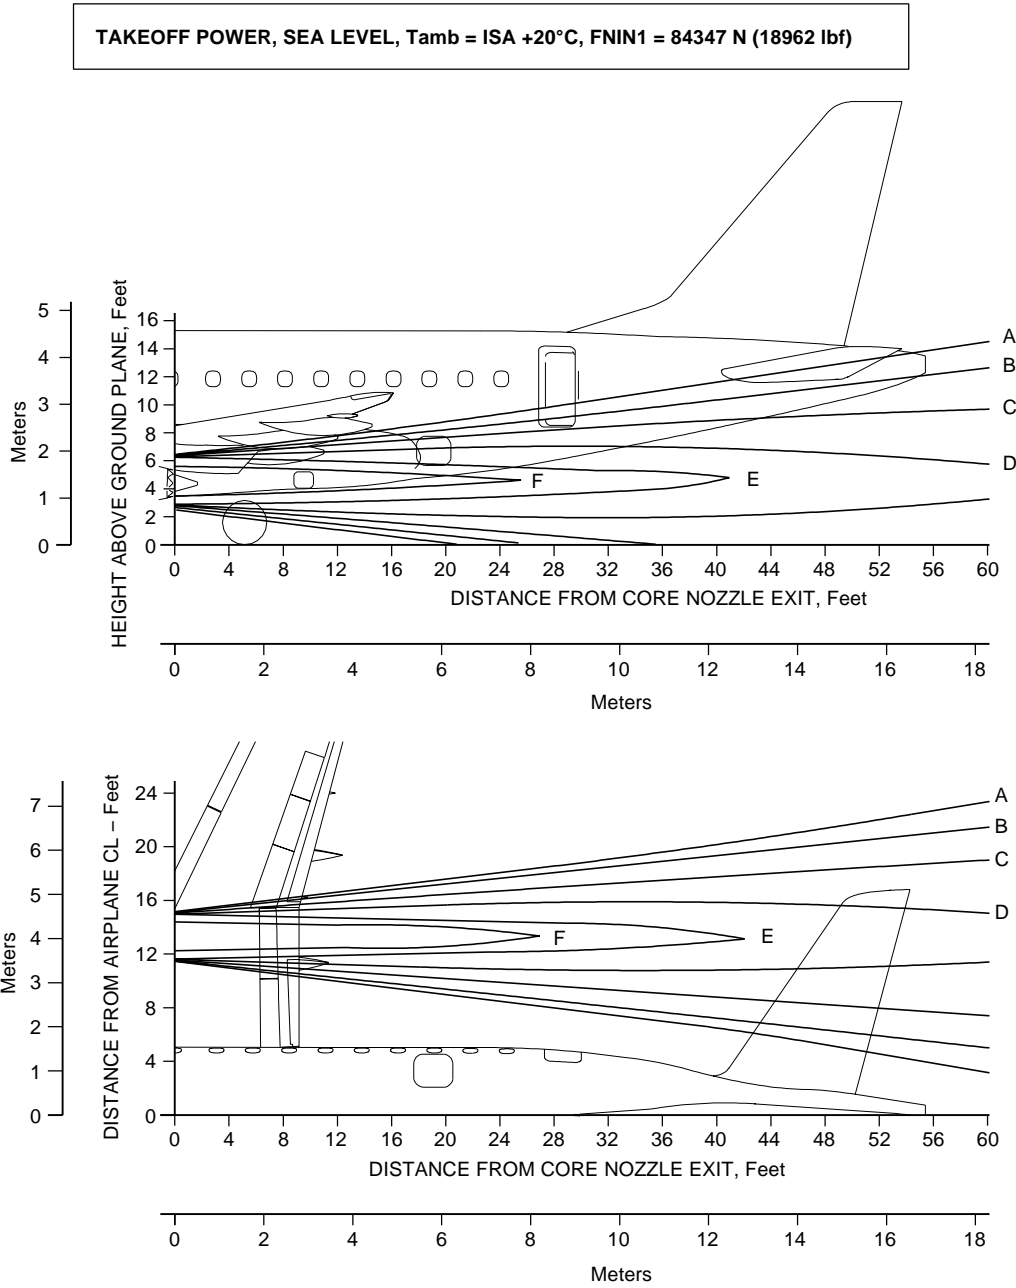 TAKEOFF POWER, SEA LEVEL, Tamb = ISA +20°C, FNIN1 = 84347 N (18962 lbf)
HEIGHT ABOVE GROUND PLANE, Feet
Meters
5
4
3
2
1
0
16
14
12
10
8
6
4
2
0
A
B
C
D
E
F
0 4 8 12 16 20 24 28 32 36 40 44 48 52 56 60
DISTANCE FROM CORE NOZZLE EXIT, Feet
0 2 4 6 8 10 12 14 16 18
Meters
DISTANCE FROM AIRPLANE CL – Feet
Meters
7
6
5
4
3
2
1
0
24
20
16
12
8
4
0
A
B
C
D
E
F
0 4 8 12 16 20 24 28 32 36 40 44 48 52 56 60
DISTANCE FROM CORE NOZZLE EXIT, Feet
0 2 4 6 8 10 12 14 16 18
Meters